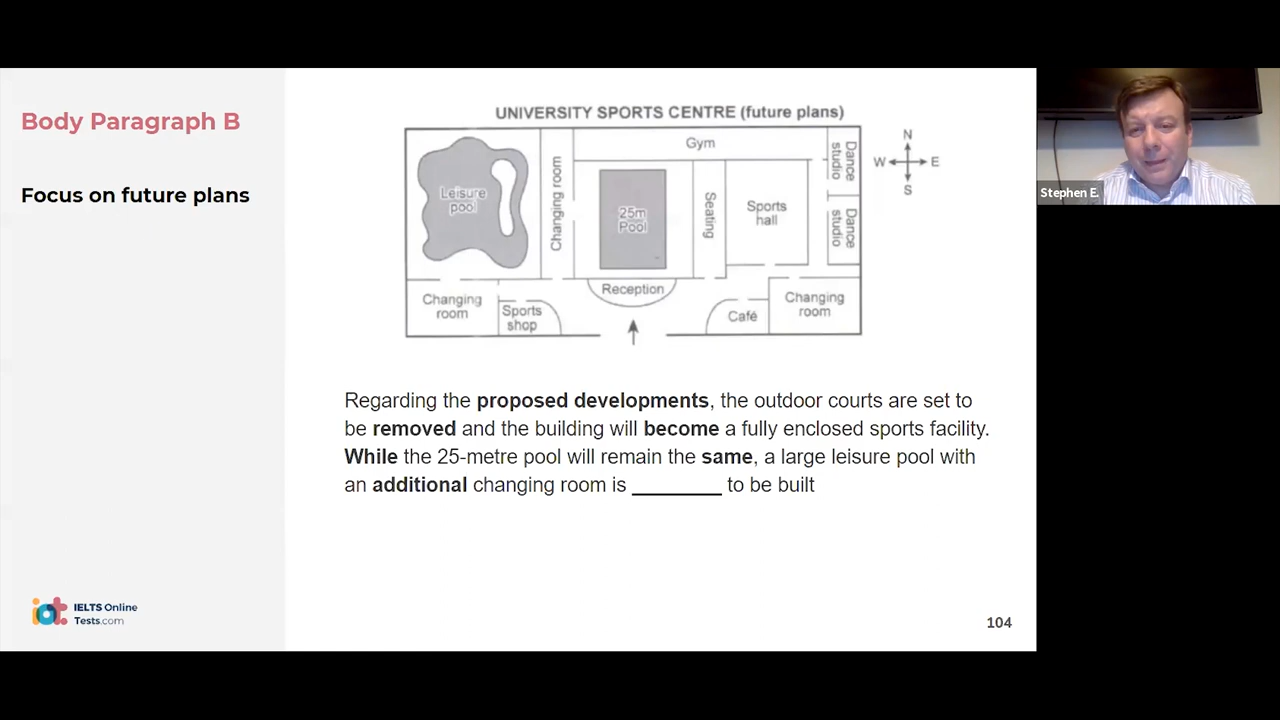 Body Paragraph B
Focus on future plans
UNIVERSITY SPORTS CENTRE (future plans)
Gym
Dance
studio
Dance
studio
Leisure
pool
Changing room
25m
Pool
Seating
Sports
hall
Reception
Changing
room
Sports
shop
Café
Changing
room
N
W
E
S
Stephen E.
Regarding the proposed developments, the outdoor courts are set to
be removed and the building will become a fully enclosed sports facility.
While the 25-metre pool will remain the same, a large leisure pool with
an additional changing room is ________ to be built
iot
IELTS Online
Tests.com
104